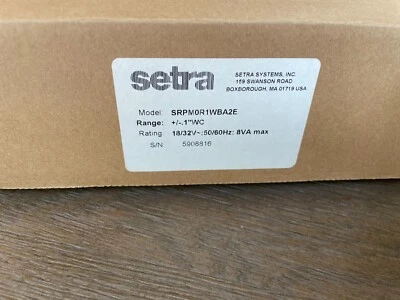 setra
SETRA SYSTEMS, INC.
159 SWANSON ROAD
BOXBOROUGH, MA 01719 USA
Model: SRPM0R1WBA2E
Range: +/-.1"WC
Rating: 18/32V~:50/60Hz: 8VA max
S/N 5906816